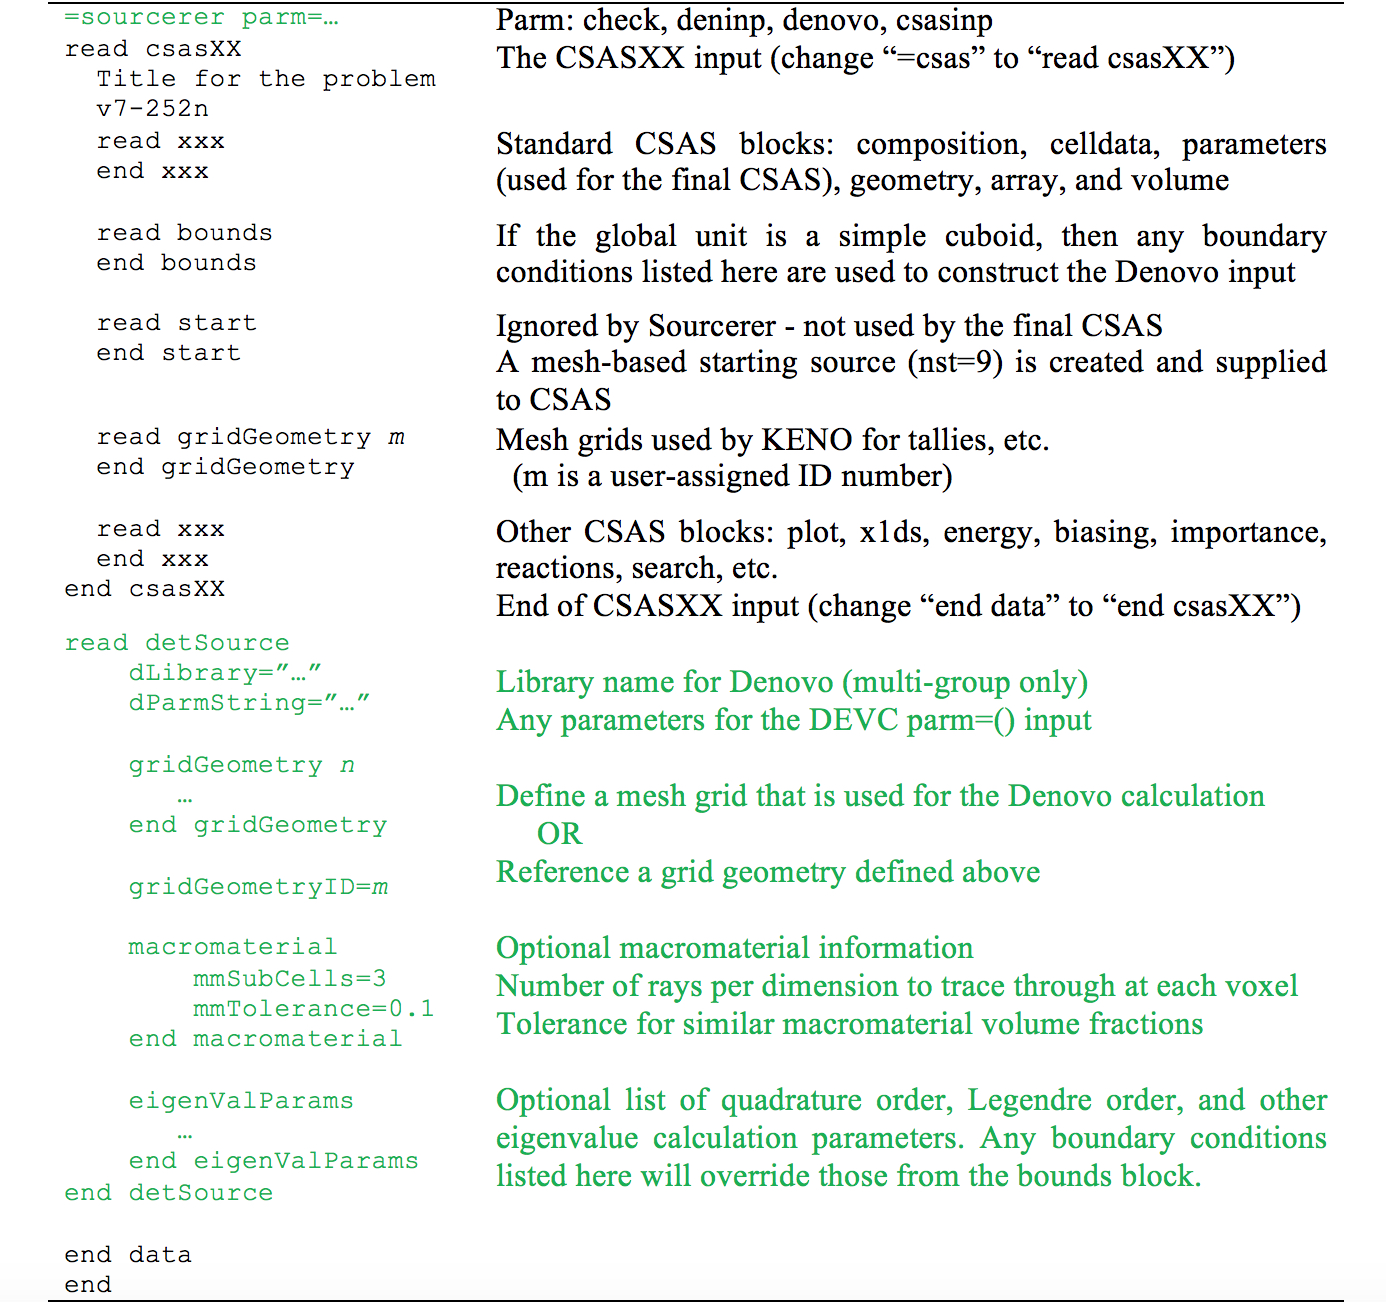 =sourcerer parm=… Parm: check, deninp, denovo, csasinp
read csasXX The CSASXX input (change “=csas” to “read csasXX”)
Title for the problem
v7-252n
read xxx Standard CSAS blocks: composition, celldata, parameters
end xxx (used for the final CSAS), geometry, array, and volume
read bounds If the global unit is a simple cuboid, then any boundary
end bounds conditions listed here are used to construct the Denovo input
read start Ignored by Sourcerer - not used by the final CSAS
end start A mesh-based starting source (nst=9) is created and supplied
to CSAS
read gridGeometry m Mesh grids used by KENO for tallies, etc.
end gridGeometry (m is a user-assigned ID number)
read xxx Other CSAS blocks: plot, x1ds, energy, biasing, importance,
end xxx reactions, search, etc.
end csasXX End of CSASXX input (change “end data” to “end csasXX”)
read detSource
dLibrary=”…” Library name for Denovo (multi-group only)
dParmString=”…” Any parameters for the DEVC parm=() input
gridGeometry n
… Define a mesh grid that is used for the Denovo calculation
end gridGeometry OR
gridGeometryID=m Reference a grid geometry defined above
macromaterial Optional macromaterial information
mmSubCells=3 Number of rays per dimension to trace through at each voxel
mmTolerance=0.1 Tolerance for similar macromaterial volume fractions
end macromaterial
eigenValParams Optional list of quadrature order, Legendre order, and other
… eigenvalue calculation parameters. Any boundary conditions
end eigenValParams listed here will override those from the bounds block.
end detSource
end data
end